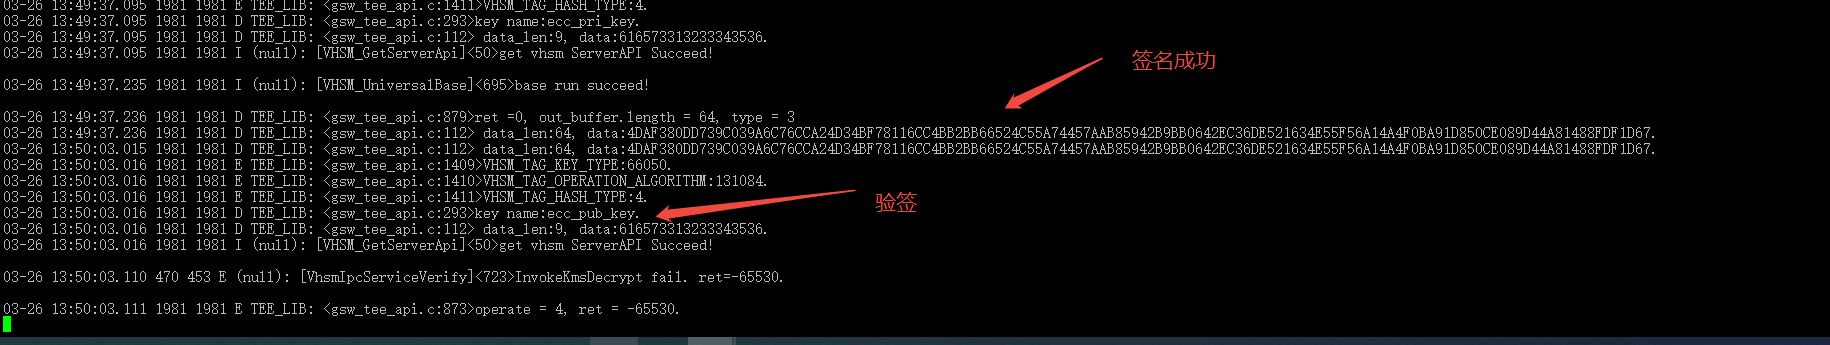 03-26 13:49:37.095 1981 1981 E TEE_LIB: <gsw_tee_api.c:1411>VHSM_TAG_HASH_TYPE:4.
03-26 13:49:37.095 1981 1981 D TEE_LIB: <gsw_tee_api.c:293>key name:ecc_pri_key.
03-26 13:49:37.095 1981 1981 D TEE_LIB: <gsw_tee_api.c:112> data_len:9, data:616573313233343536.
03-26 13:49:37.095 1981 1981 I (null): [VHSM_GetServerApi]<50>get vhsm ServerAPI Succeed!
签名成功
03-26 13:49:37.235 1981 1981 I (null): [VHSM_UniversalBase]<695>base run succeed!
03-26 13:49:37.236 1981 1981 D TEE_LIB: <gsw_tee_api.c:879>ret =0, out_buffer.length = 64, type = 3
03-26 13:49:37.236 1981 1981 D TEE_LIB: <gsw_tee_api.c:112> data_len:64, data:4DAF380DD739C039A6C76CCA24D34BF78116CC4BB2BB66524C55A74457AAB85942B9BB0642EC36DE521634E55F56A14A4F0BA91D850CE089D44A81488FDF1D67.
03-26 13:50:03.015 1981 1981 D TEE_LIB: <gsw_tee_api.c:112> data_len:64, data:4DAF380DD739C039A6C76CCA24D34BF78116CC4BB2BB66524C55A74457AAB85942B9BB0642EC36DE521634E55F56A14A4F0BA91D850CE089D44A81488FDF1D67.
03-26 13:50:03.016 1981 1981 E TEE_LIB: <gsw_tee_api.c:1409>VHSM_TAG_KEY_TYPE:66050.
03-26 13:50:03.016 1981 1981 E TEE_LIB: <gsw_tee_api.c:1410>VHSM_TAG_OPERATION_ALGORITHM:131084.
03-26 13:50:03.016 1981 1981 E TEE_LIB: <gsw_tee_api.c:1411>VHSM_TAG_HASH_TYPE:4.
验签
03-26 13:50:03.016 1981 1981 D TEE_LIB: <gsw_tee_api.c:293>key name:ecc_pub_key.
03-26 13:50:03.016 1981 1981 D TEE_LIB: <gsw_tee_api.c:112> data_len:9, data:616573313233343536.
03-26 13:50:03.016 1981 1981 I (null): [VHSM_GetServerApi]<50>get vhsm ServerAPI Succeed!
03-26 13:50:03.110 470 453 E (null): [VhsmIpcServiceVerify]<723>InvokeKmsDecrypt fail. ret=-65530.
03-26 13:50:03.111 1981 1981 E TEE_LIB: <gsw_tee_api.c:873>operate = 4, ret = -65530.